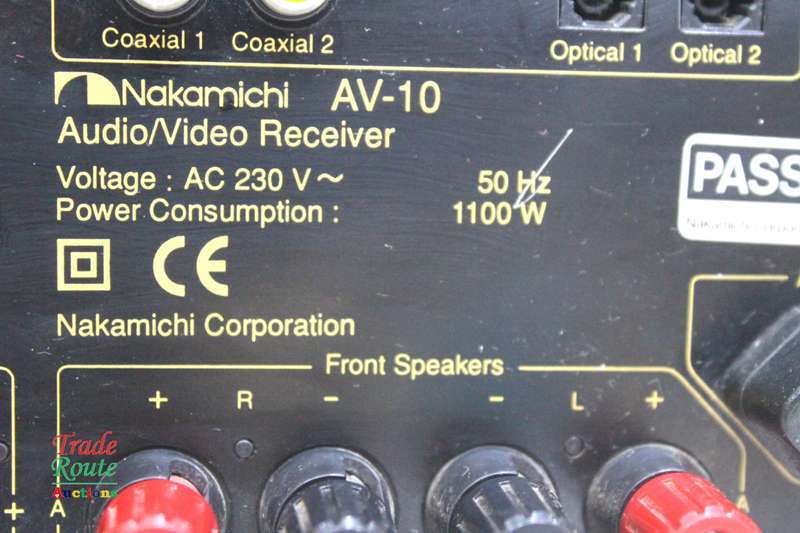 Coaxial 1 Coaxial 2 Optical 1 Optical 2
Nakamichi AV-10
Audio/Video Receiver
Voltage : AC 230 V ~ 50 Hz
PASS
Power Consumption : 1100 W
CE
Nakamichi Corporation
Front Speakers
+ R - - L +
Trade
Route
Auctions
+ A A